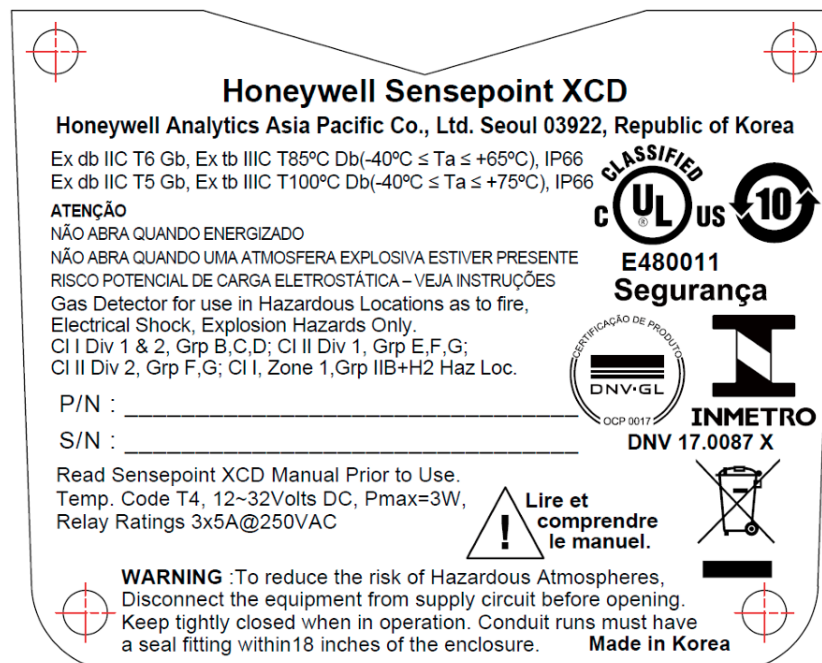 Honeywell Sensepoint XCD
Honeywell Analytics Asia Pacific Co., Ltd. Seoul 03922, Republic of Korea
Ex db IIC T6 Gb, Ex tb IIIC T85ºC Db(-40ºC ≤ Ta ≤ +65ºC), IP66
Ex db IIC T5 Gb, Ex tb IIIC T100ºC Db(-40ºC ≤ Ta ≤ +75ºC), IP66
ATENÇÃO
NÃO ABRA QUANDO ENERGIZADO
NÃO ABRA QUANDO UMA ATMOSFERA EXPLOSIVA ESTIVER PRESENTE
RISCO POTENCIAL DE CARGA ELETROSTÁTICA – VEJA INSTRUÇÕES
Gas Detector for use in Hazardous Locations as to fire,
Electrical Shock, Explosion Hazards Only.
CI I Div 1 & 2, Grp B,C,D; CI II Div 1, Grp E,F,G;
CI II Div 2, Grp F,G; CI I, Zone 1,Grp IIB+H2 Haz Loc.
CLASSIFIED
C UL US
10
E480011
Segurança
CERTIFICAÇÃO DE PRODUTO
DNV·GL
OCP 0017
INMETRO
DNV 17.0087 X
P/N :
S/N :
Read Sensepoint XCD Manual Prior to Use.
Temp. Code T4, 12~32Volts DC, Pmax=3W,
Relay Ratings 3x5A@250VAC
!
Lire et
comprendre
le manuel.
WARNING :To reduce the risk of Hazardous Atmospheres,
Disconnect the equipment from supply circuit before opening.
Keep tightly closed when in operation. Conduit runs must have
a seal fitting within18 inches of the enclosure.
Made in Korea